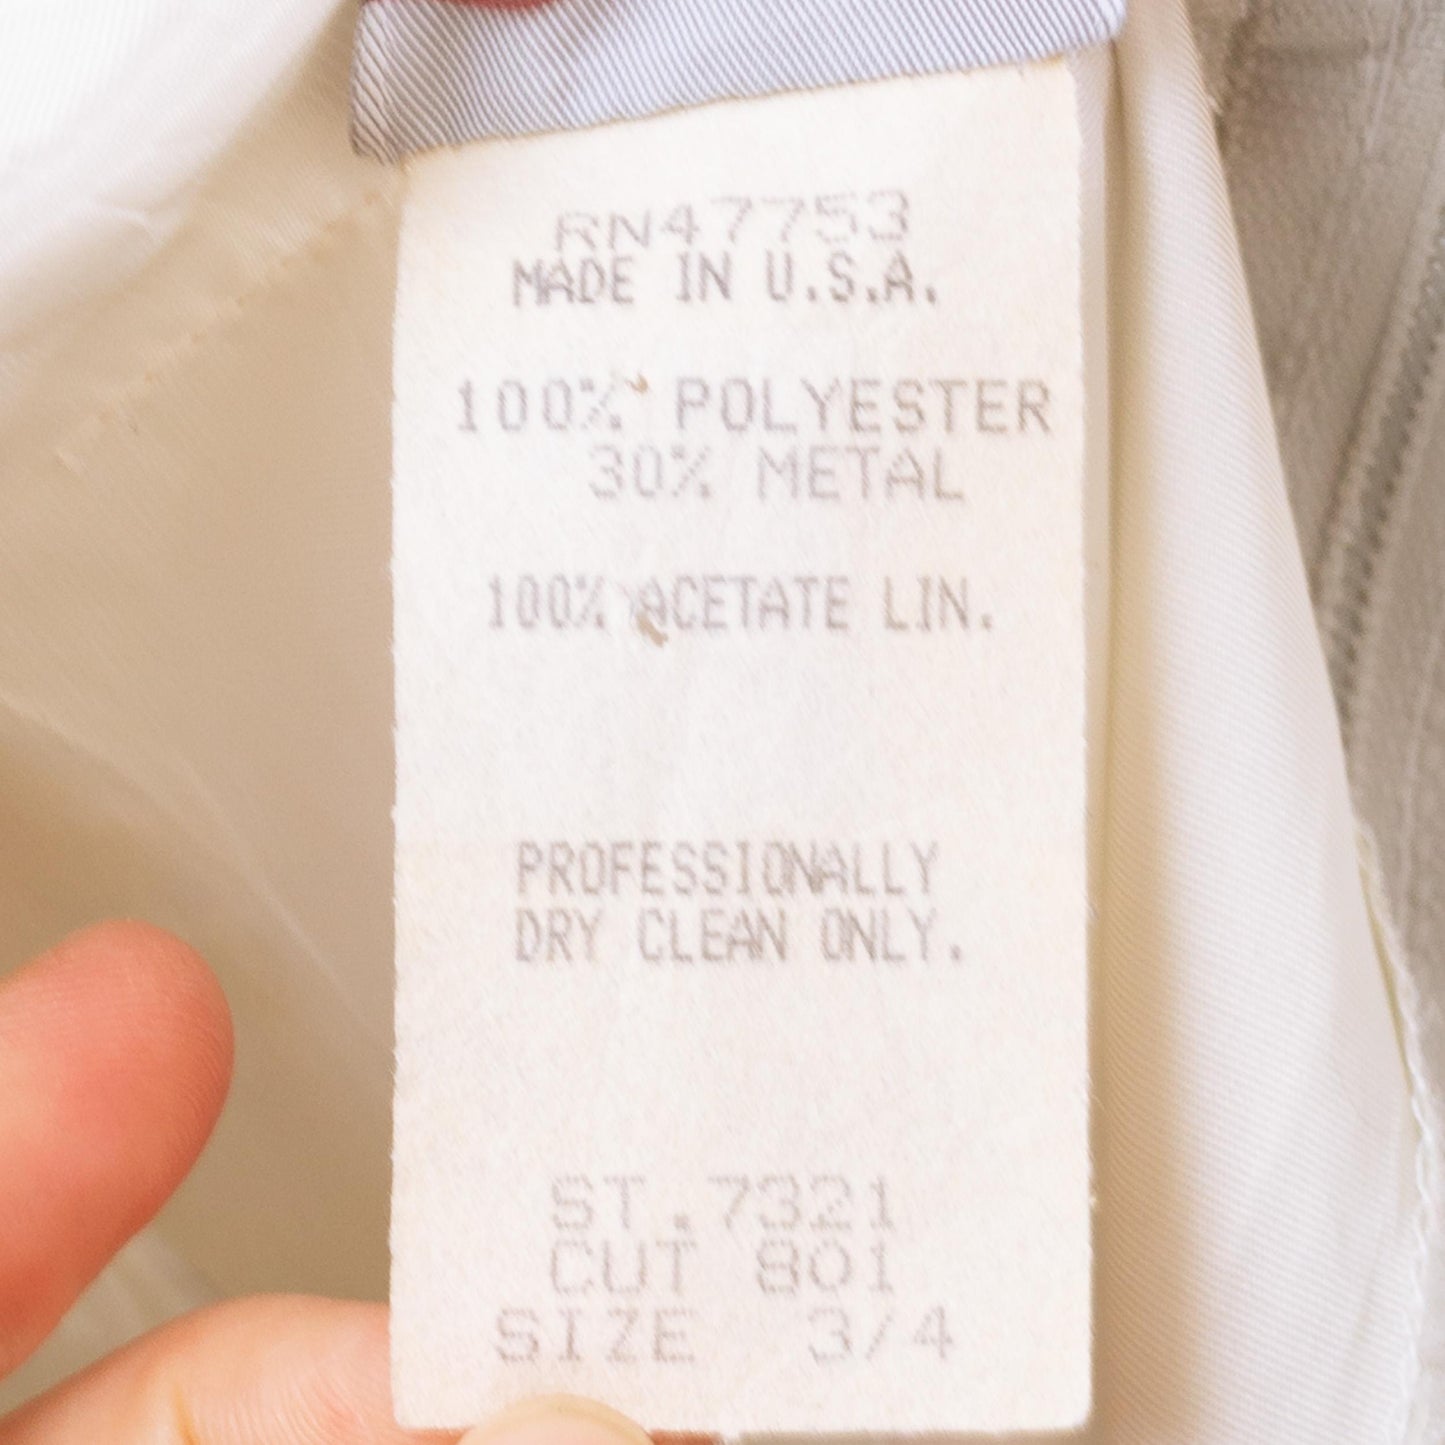 RN47753
MADE IN U.S.A.
100% POLYESTER
30% METAL
100% ACETATE LIN.
PROFESSIONALLY
DRY CLEAN ONLY.
ST.7321
CUT 801
SIZE 3/4